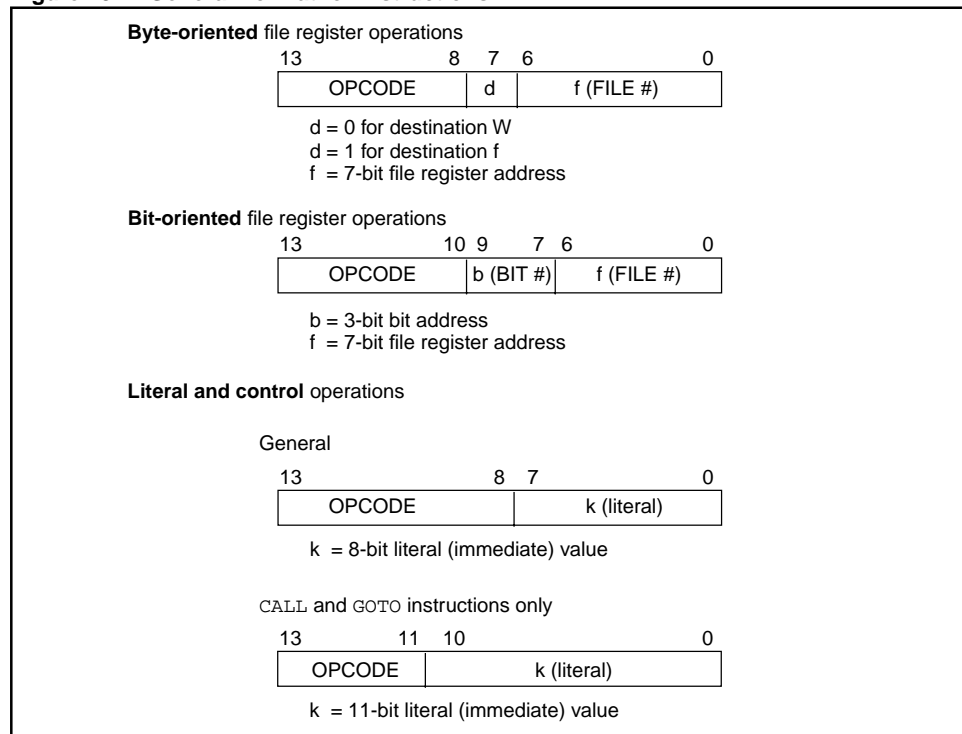 Byte-oriented file register operations
13 8 7 6 0
OPCODE d f (FILE #)
d = 0 for destination W
d = 1 for destination f
f = 7-bit file register address
Bit-oriented file register operations
13 10 9 7 6 0
OPCODE b (BIT #) f (FILE #)
b = 3-bit bit address
f = 7-bit file register address
Literal and control operations
General
13 8 7 0
OPCODE k (literal)
k = 8-bit literal (immediate) value
CALL and GOTO instructions only
13 11 10 0
OPCODE k (literal)
k = 11-bit literal (immediate) value